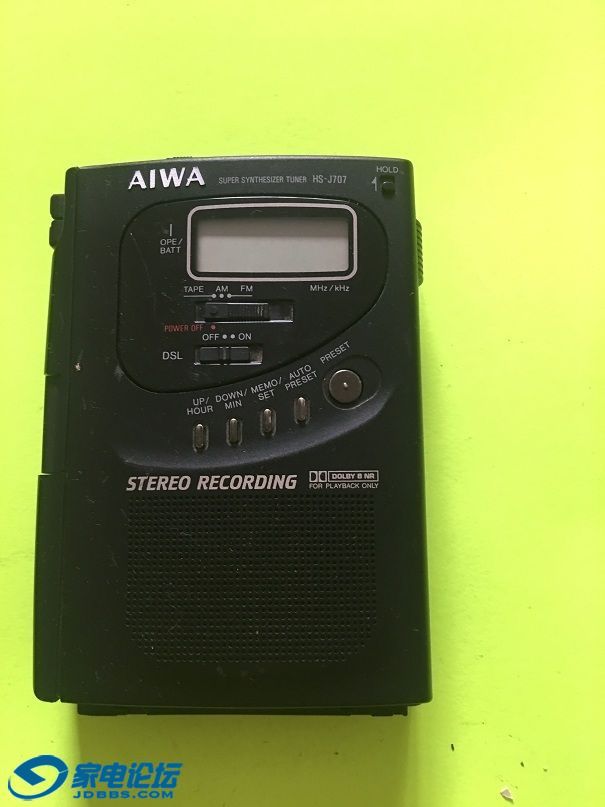 AIWA SUPER SYNTHESIZER TUNER HS-J707
HOLD
OPE/
BATT
TAPE AM FM MHz/kHz
POWER OFF
OFF ON
DSL
UP/
HOUR
DOWN/
MIN
MEMO/
SET
AUTO
PRESET
PRESET
STEREO RECORDING DOLBY B NR
FOR PLAYBACK ONLY
家电论坛
JDBBS.COM